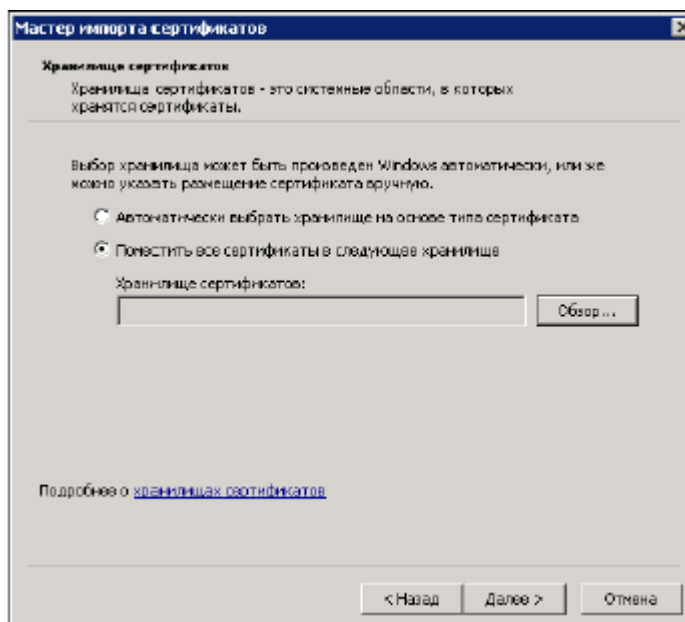 Мастер импорта сертификатов
Хранилище сертификатов
Хранилища сертификатов - это системные области, в которых
хранятся сертификаты.
Выбор хранилища может быть произведен Windows автоматически, или же
можно указать размещение сертификата вручную.
Автоматически выбрать хранилище на основе типа сертификата
Поместить все сертификаты в следующее хранилище
Хранилище сертификатов:
Обзор...
Подробнее о хранилищах сертификатов
< Назад
Далее >
Отмена